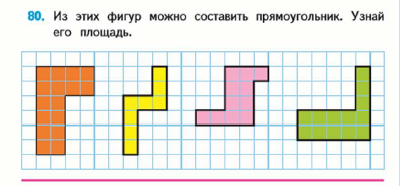 80. Из этих фигур можно составить прямоугольник. Узнай
его площадь.